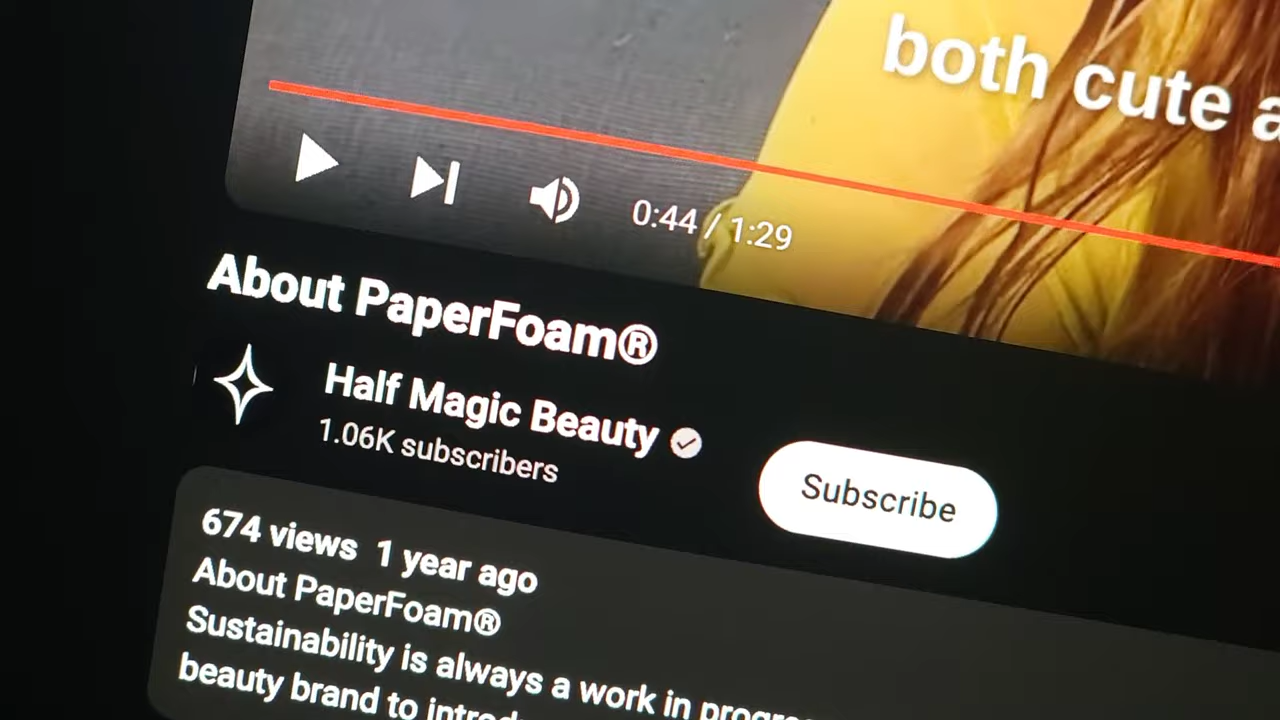 both cute
0:44 / 1:29
About PaperFoam®
Half Magic Beauty
1.06K subscribers
Subscribe
674 views 1 year ago
About PaperFoam®
Sustainability is always a work in
beauty brand to